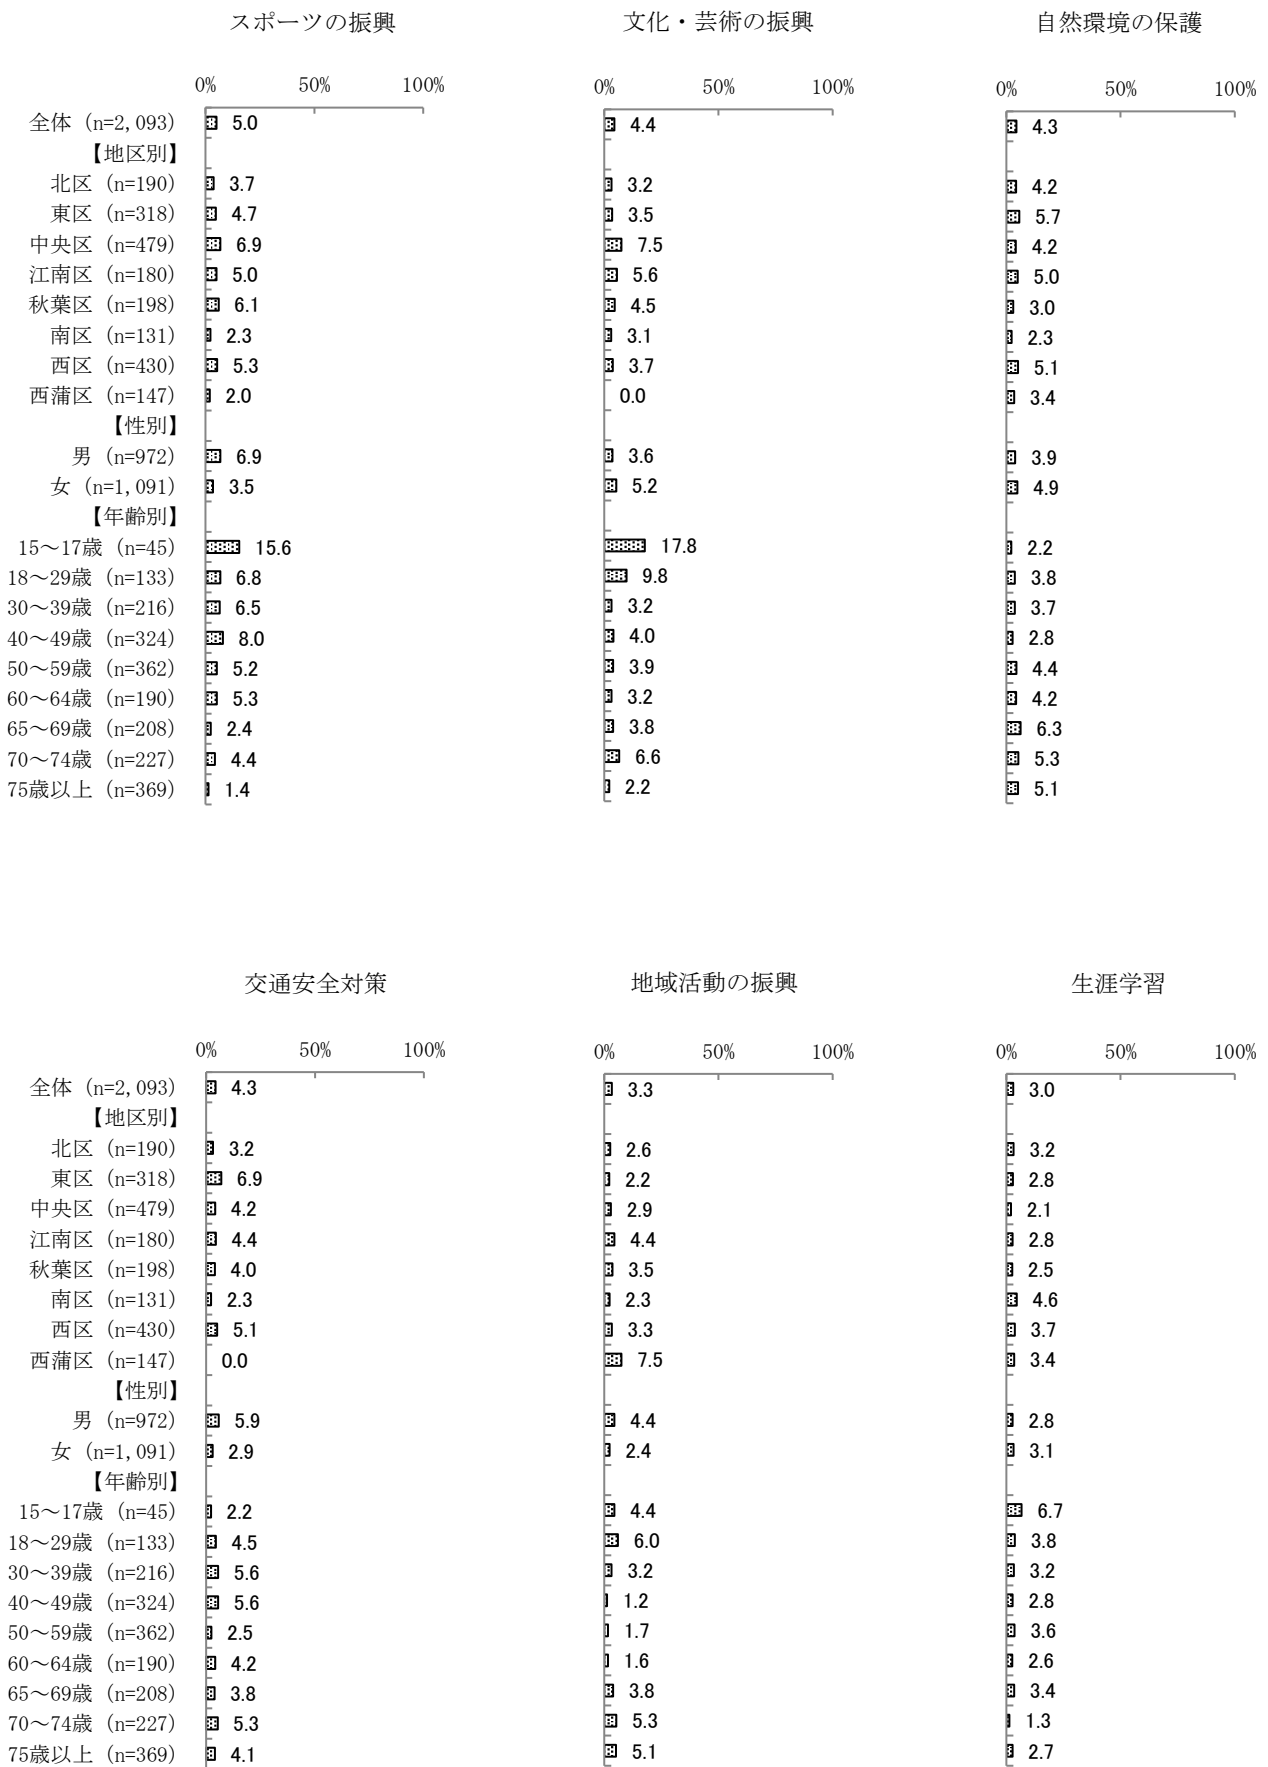 スポーツの振興 文化・芸術の振興 自然環境の保護
0% 50% 100% 0% 50% 100% 0% 50% 100%
全体 (n=2,093) 5.0 4.4 4.3
【地区別】
北区 (n=190) 3.7 3.2 4.2
東区 (n=318) 4.7 3.5 5.7
中央区 (n=479) 6.9 7.5 4.2
江南区 (n=180) 5.0 5.6 5.0
秋葉区 (n=198) 6.1 4.5 3.0
南区 (n=131) 2.3 3.1 2.3
西区 (n=430) 5.3 3.7 5.1
西蒲区 (n=147) 2.0 0.0 3.4
【性別】
男 (n=972) 6.9 3.6 3.9
女 (n=1,091) 3.5 5.2 4.9
【年齢別】
15～17歳 (n=45) 15.6 17.8 2.2
18～29歳 (n=133) 6.8 9.8 3.8
30～39歳 (n=216) 6.5 3.2 3.7
40～49歳 (n=324) 8.0 4.0 2.8
50～59歳 (n=362) 5.2 3.9 4.4
60～64歳 (n=190) 5.3 3.2 4.2
65～69歳 (n=208) 2.4 3.8 6.3
70～74歳 (n=227) 4.4 6.6 5.3
75歳以上 (n=369) 1.4 2.2 5.1
交通安全対策 地域活動の振興 生涯学習
0% 50% 100% 0% 50% 100% 0% 50% 100%
全体 (n=2,093) 4.3 3.3 3.0
【地区別】
北区 (n=190) 3.2 2.6 3.2
東区 (n=318) 6.9 2.2 2.8
中央区 (n=479) 4.2 2.9 2.1
江南区 (n=180) 4.4 4.4 2.8
秋葉区 (n=198) 4.0 3.5 2.5
南区 (n=131) 2.3 2.3 4.6
西区 (n=430) 5.1 3.3 3.7
西蒲区 (n=147) 0.0 7.5 3.4
【性別】
男 (n=972) 5.9 4.4 2.8
女 (n=1,091) 2.9 2.4 3.1
【年齢別】
15～17歳 (n=45) 2.2 4.4 6.7
18～29歳 (n=133) 4.5 6.0 3.8
30～39歳 (n=216) 5.6 3.2 3.2
40～49歳 (n=324) 5.6 1.2 2.8
50～59歳 (n=362) 2.5 1.7 3.6
60～64歳 (n=190) 4.2 1.6 2.6
65～69歳 (n=208) 3.8 3.8 3.4
70～74歳 (n=227) 5.3 5.3 1.3
75歳以上 (n=369) 4.1 5.1 2.7